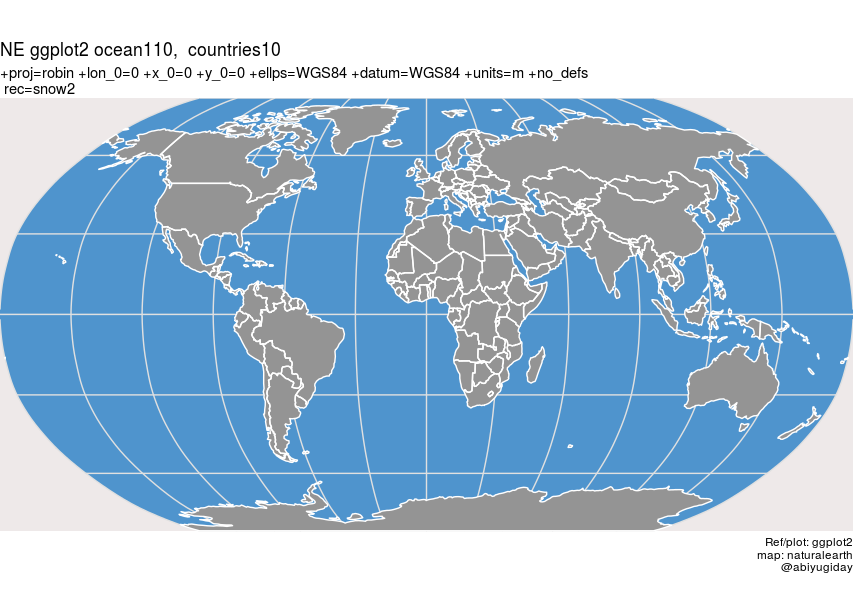 NE ggplot2 ocean110,  countries10
+proj=robin +lon_0=0 +x_0=0 +y_0=0 +ellps=WGS84 +datum=WGS84 +units=m +no_defs
rec=snow2
Ref/plot: ggplot2
map: naturalearth
@abiyugiday